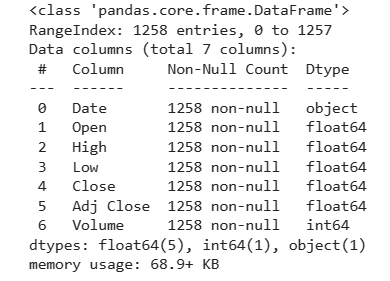 <class 'pandas.core.frame.DataFrame'>
RangeIndex: 1258 entries, 0 to 1257
Data columns (total 7 columns):
 #   Column     Non-Null Count  Dtype
---  ------     --------------  -----
 0   Date       1258 non-null   object
 1   Open       1258 non-null   float64
 2   High       1258 non-null   float64
 3   Low        1258 non-null   float64
 4   Close      1258 non-null   float64
 5   Adj Close  1258 non-null   float64
 6   Volume     1258 non-null   int64
dtypes: float64(5), int64(1), object(1)
memory usage: 68.9+ KB